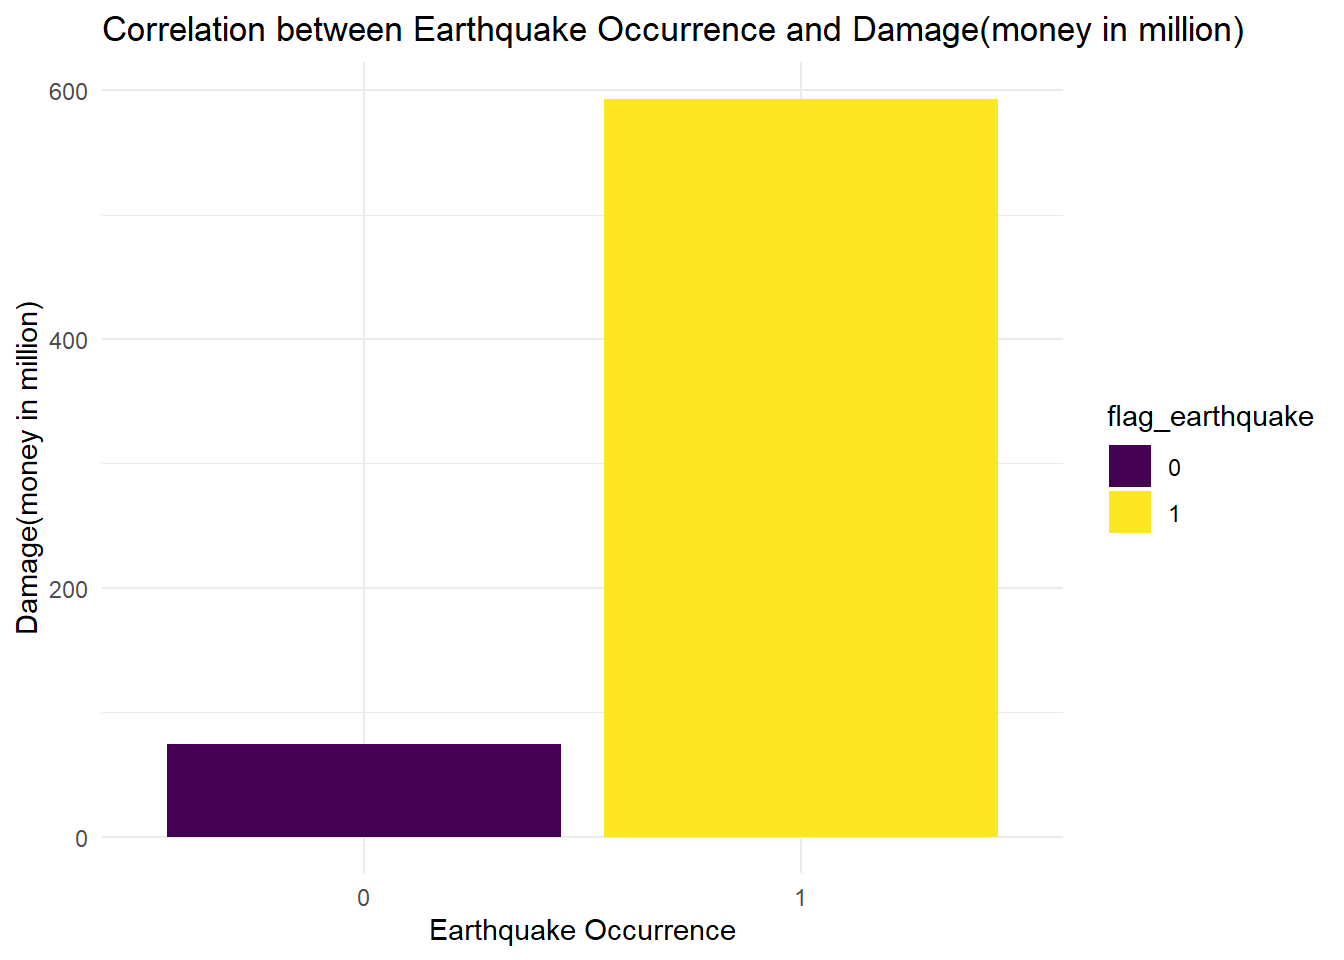 Correlation between Earthquake Occurrence and Damage(money in million)
Damage(money in million)
600
400
200
0
0
1
Earthquake Occurrence
flag_earthquake
0
1